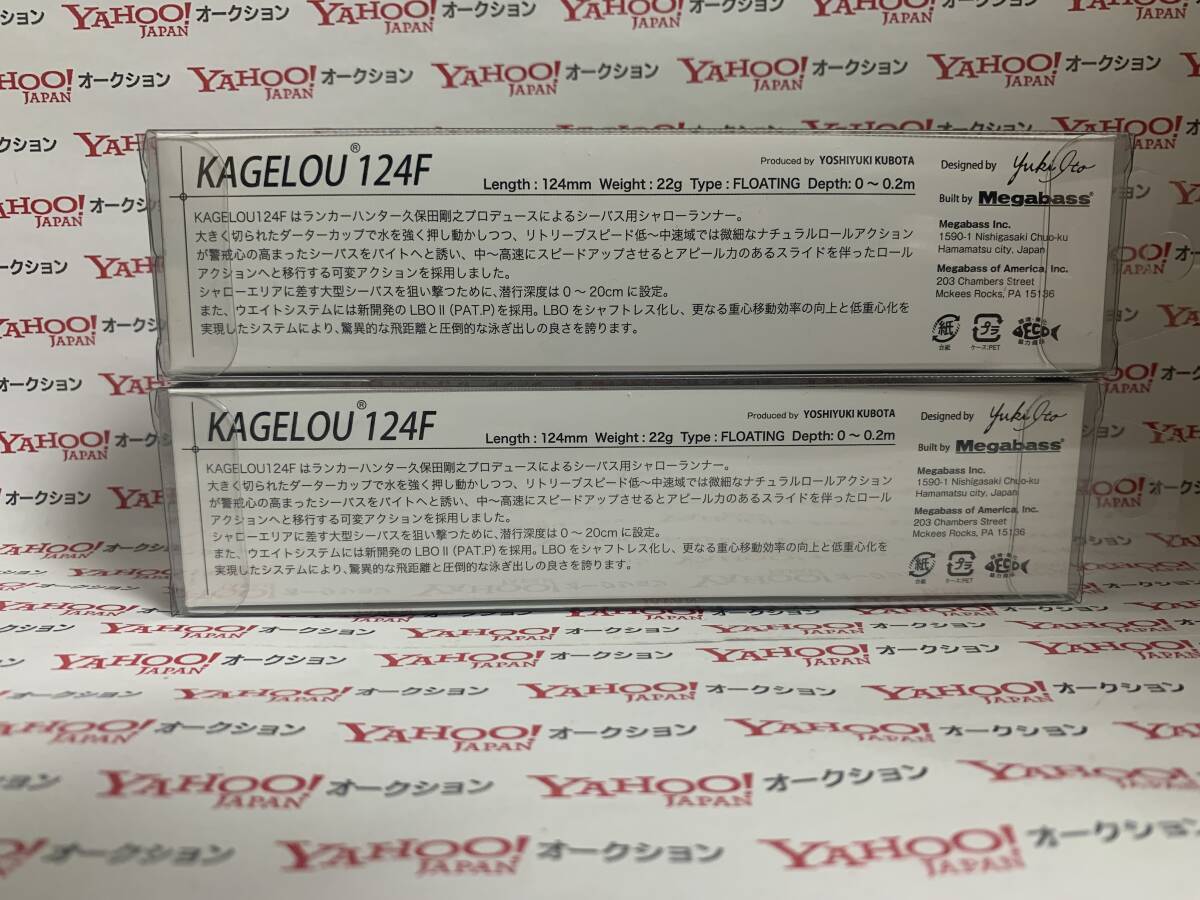 YAHOO! JAPAN オークション
KAGELOU® 124F
Produced by YOSHIYUKI KUBOTA
Length : 124mm Weight : 22g Type : FLOATING Depth: 0 〜 0.2m
KAGELOU124F はランカーハンター久保田剛之プロデュースによるシーバス用シャローランナー。
大きく切られたダーターカップで水を強く押し動かしつつ、リトリーブスピード低〜中速域では微細なナチュラルロールアクション
が警戒心の高まったシーバスをバイトへと誘い、中〜高速にスピードアップさせるとアピール力のあるスライドを伴ったロール
アクションへと移行する可変アクションを採用しました。
シャローエリアに差す大型シーバスを狙い撃つために、潜行深度は 0 〜 20cm に設定。
また、ウエイトシステムには新開発の LBO II (PAT.P) を採用。LBO をシャフトレス化し、更なる重心移動効率の向上と低重心化を
実現したシステムにより、驚異的な飛距離と圧倒的な泳ぎ出しの良さを誇ります。
Designed by Yuki Ito
Built by Megabass®
Megabass Inc.
1590-1 Nishigasaki Chuo-ku
Hamamatsu city, Japan
Megabass of America, Inc.
203 Chambers Street
Mckees Rocks, PA 15136
紙 プラ ECO
台紙 ケース:PET
KAGELOU® 124F
Produced by YOSHIYUKI KUBOTA
Length : 124mm Weight : 22g Type : FLOATING Depth: 0 〜 0.2m
KAGELOU124F はランカーハンター久保田剛之プロデュースによるシーバス用シャローランナー。
大きく切られたダーターカップで水を強く押し動かしつつ、リトリーブスピード低〜中速域では微細なナチュラルロールアクション
が警戒心の高まったシーバスをバイトへと誘い、中〜高速にスピードアップさせるとアピール力のあるスライドを伴ったロール
アクションへと移行する可変アクションを採用しました。
シャローエリアに差す大型シーバスを狙い撃つために、潜行深度は 0 〜 20cm に設定。
また、ウエイトシステムには新開発の LBO II (PAT.P) を採用。LBO をシャフトレス化し、更なる重心移動効率の向上と低重心化を
実現したシステムにより、驚異的な飛距離と圧倒的な泳ぎ出しの良さを誇ります。
Designed by Yuki Ito
Built by Megabass®
Megabass Inc.
1590-1 Nishigasaki Chuo-ku
Hamamatsu city, Japan
Megabass of America, Inc.
203 Chambers Street
Mckees Rocks, PA 15136
紙 プラ ECO
台紙 ケース:PET